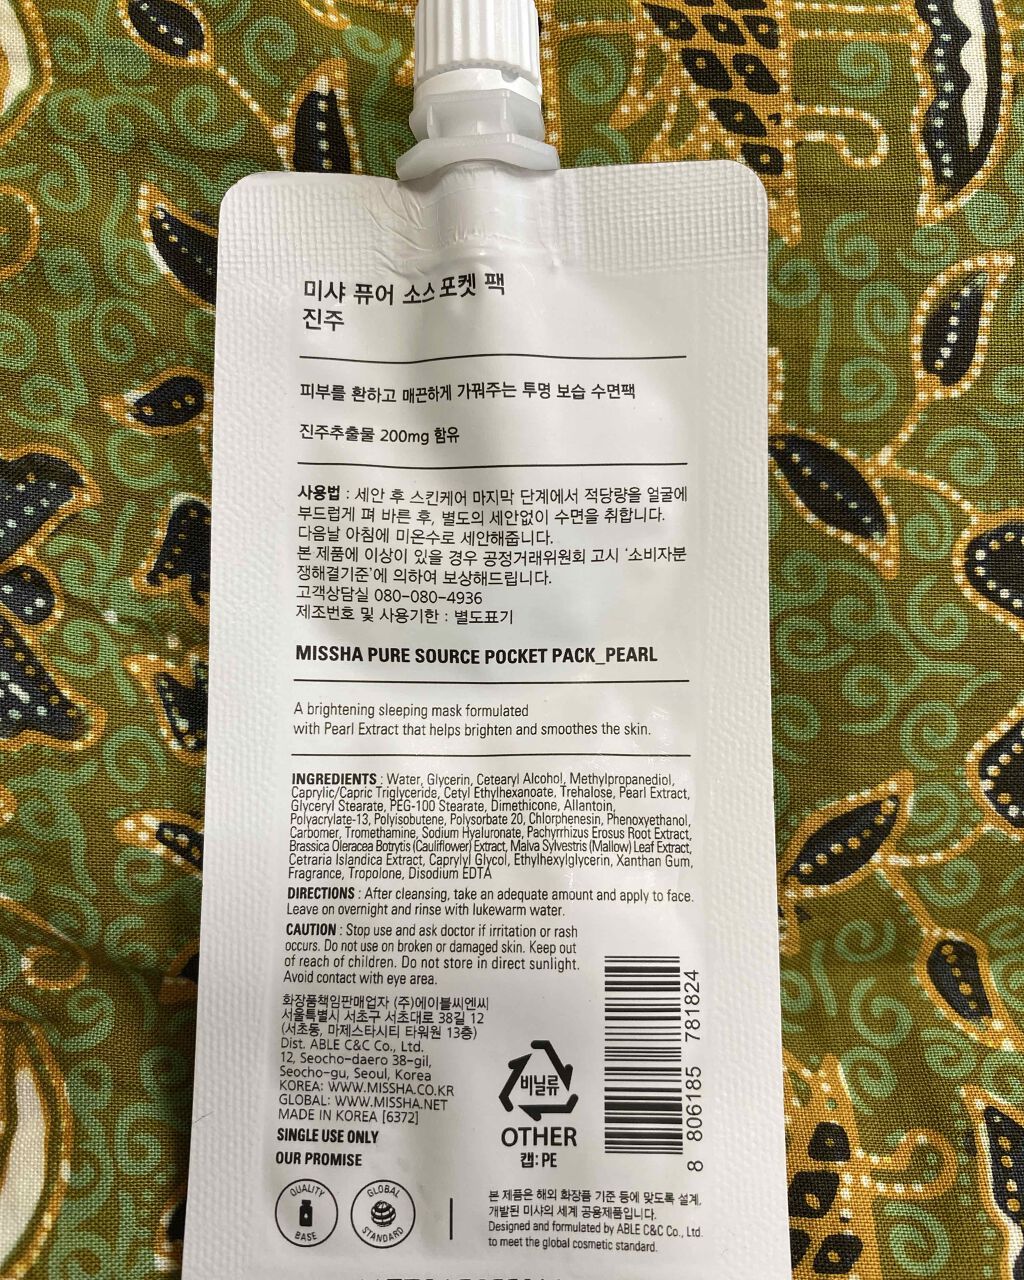 미샤 퓨어 소스 포켓 팩
진주
피부를 환하고 매끈하게 가꿔주는 투명 보습 수면팩
진주추출물 200mg 함유
사용법 : 세안 후 스킨케어 마지막 단계에서 적당량을 얼굴에
부드럽게 펴 바른 후, 별도의 세안없이 수면을 취합니다.
다음날 아침에 미온수로 세안해줍니다.
본 제품에 이상이 있을 경우 공정거래위원회 고시 '소비자분
쟁해결기준'에 의하여 보상해드립니다.
고객상담실 080-080-4936
제조번호 및 사용기한 : 별도표기
MISSHA PURE SOURCE POCKET PACK_PEARL
A brightening sleeping mask formulated
with Pearl Extract that helps brighten and smoothes the skin.
INGREDIENTS : Water, Glycerin, Cetearyl Alcohol, Methylpropanediol,
Caprylic/Capric Triglyceride, Cetyl Ethylhexanoate, Trehalose, Pearl Extract,
Glyceryl Stearate, PEG-100 Stearate, Dimethicone, Allantoin,
Polyacrylate-13, Polyisobutene, Polysorbate 20, Chlorphenesin, Phenoxyethanol,
Carbomer, Tromethamine, Sodium Hyaluronate, Pachyrrhizus Erosus Root Extract,
Brassica Oleracea Botrytis (Cauliflower) Extract, Malva Sylvestris (Mallow) Leaf Extract,
Cetraria Islandica Extract, Caprylyl Glycol, Ethylhexylglycerin, Xanthan Gum,
Fragrance, Tropolone, Disodium EDTA
DIRECTIONS : After cleansing, take an adequate amount and apply to face.
Leave on overnight and rinse with lukewarm water.
CAUTION : Stop use and ask doctor if irritation or rash
occurs. Do not use on broken or damaged skin. Keep out
of reach of children. Do not store in direct sunlight.
Avoid contact with eye area.
화장품책임판매업자 (주)에이블씨엔씨
서울특별시 서초구 서초대로 38길 12
(서초동, 마제스타시티 타워원 13층)
Dist. ABLE C&C Co., Ltd.
12, Seocho-daero 38-gil,
Seocho-gu, Seoul, Korea
KOREA: WWW.MISSHA.CO.KR
GLOBAL: WWW.MISSHA.NET
MADE IN KOREA [6372]
SINGLE USE ONLY
OUR PROMISE
QUALITY
BASE
GLOBAL
STANDARD
비닐류
OTHER
캡:PE
8 806185 781824
본 제품은 해외 화장품 기준 등에 맞도록 설계,
개발된 미샤의 세계 공용제품입니다.
Designed and formulated by ABLE C&C Co., Ltd.
to meet the global cosmetic standard.